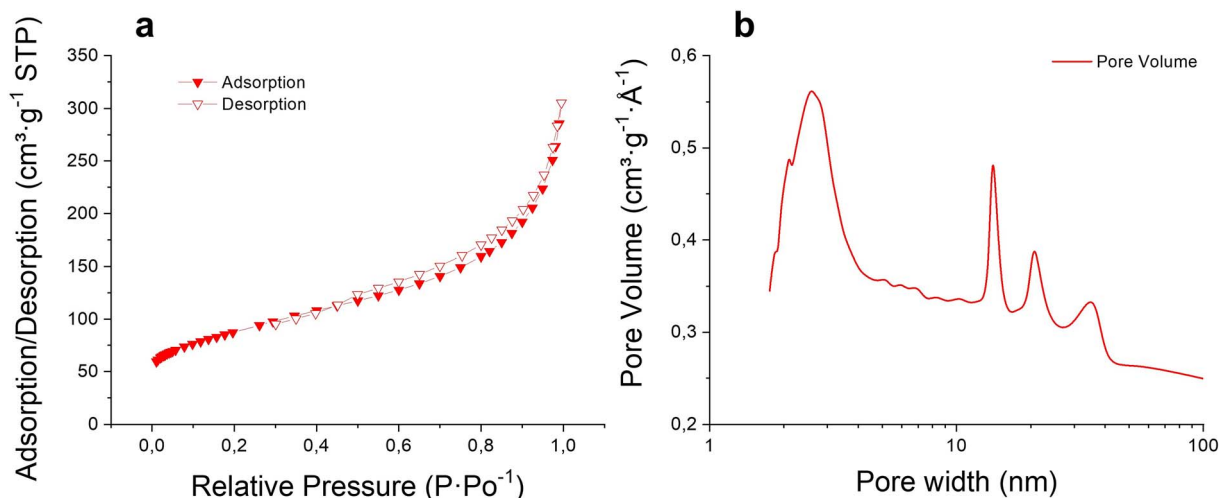 a
Adsorption/Desorption (cm³·g⁻¹ STP)
350
300
250
200
150
100
50
0
Adsorption
Desorption
0,0 0,2 0,4 0,6 0,8 1,0
Relative Pressure (P·Po⁻¹)
b
Pore Volume (cm³·g⁻¹·Å⁻¹)
0,6
0,5
0,4
0,3
0,2
Pore Volume
1 10 100
Pore width (nm)